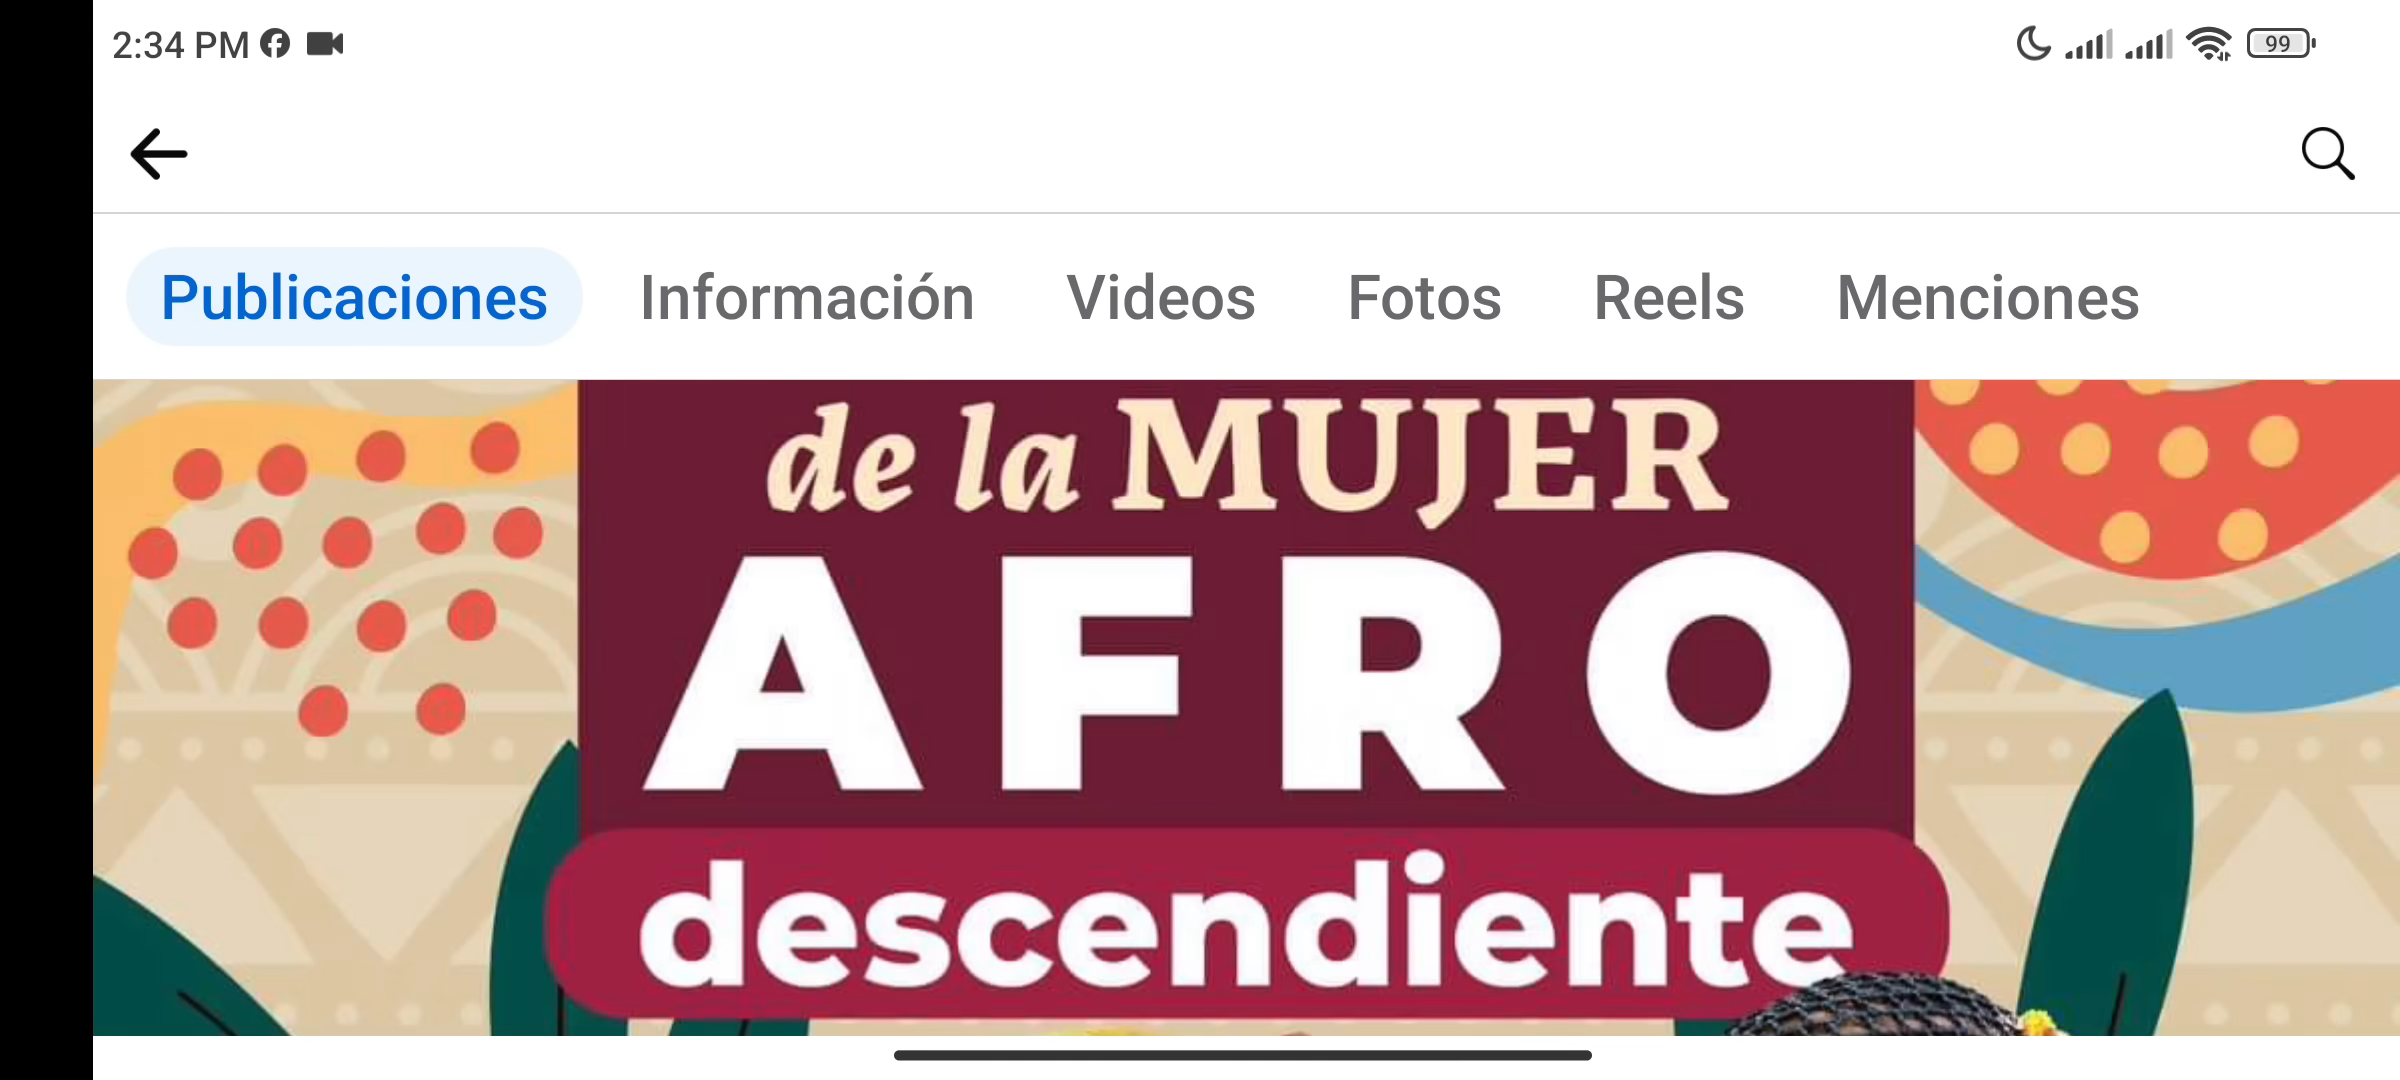 2:34 PM
99
Publicaciones Información Videos Fotos Reels Menciones
de la MUJER
AFRO
descendiente